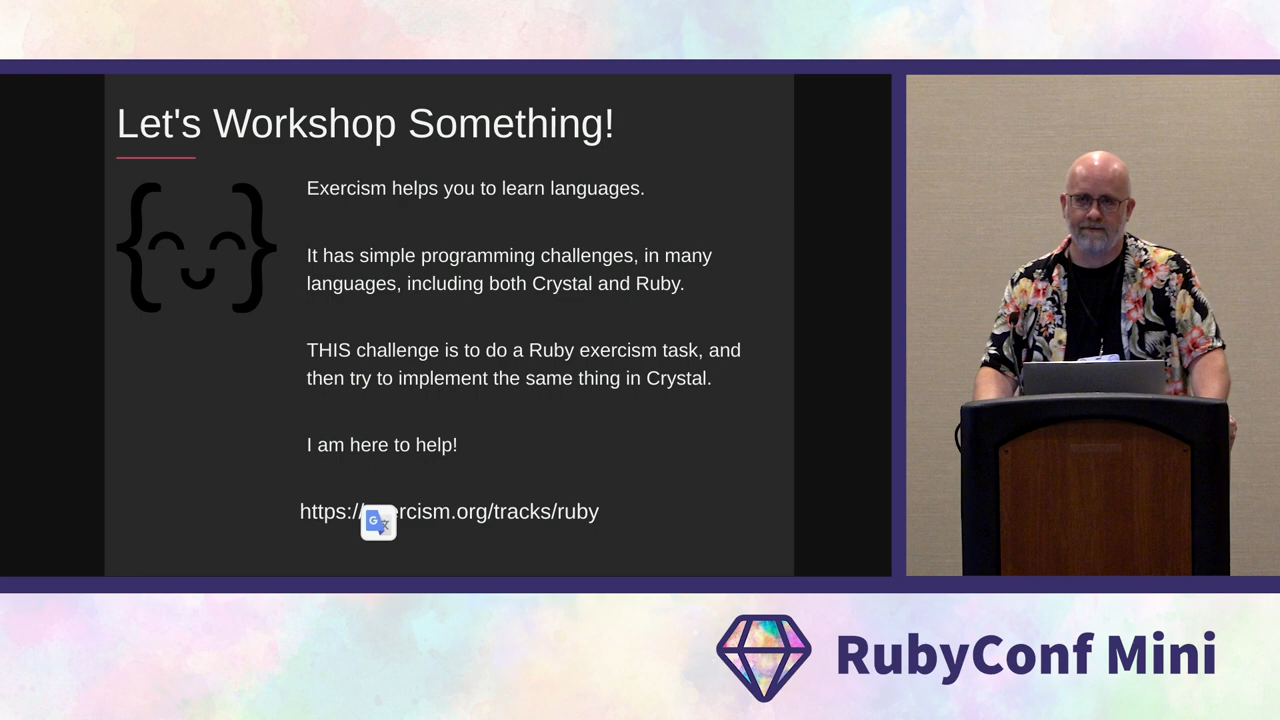 Let's Workshop Something!
Exercism helps you to learn languages.
It has simple programming challenges, in many
languages, including both Crystal and Ruby.
THIS challenge is to do a Ruby exercism task, and
then try to implement the same thing in Crystal.
I am here to help!
https:// rcism.org/tracks/ruby
RubyConf Mini